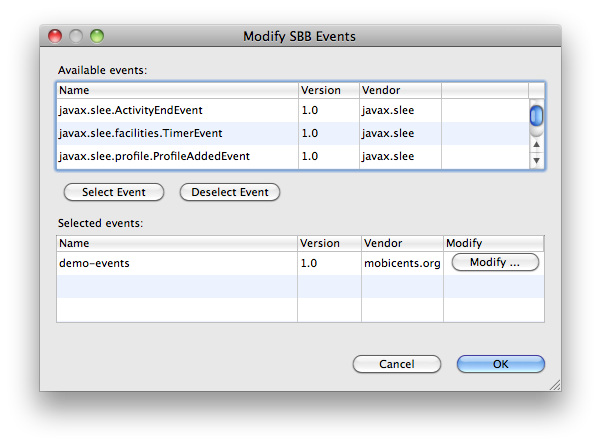 Modify SBB Events
Available events:
Name Version Vendor
javax.slee.ActivityEndEvent 1.0 javax.slee
javax.slee.facilities.TimerEvent 1.0 javax.slee
javax.slee.profile.ProfileAddedEvent 1.0 javax.slee
Select Event Deselect Event
Selected events:
Name Version Vendor Modify
demo-events 1.0 mobicents.org Modify ...
Cancel OK